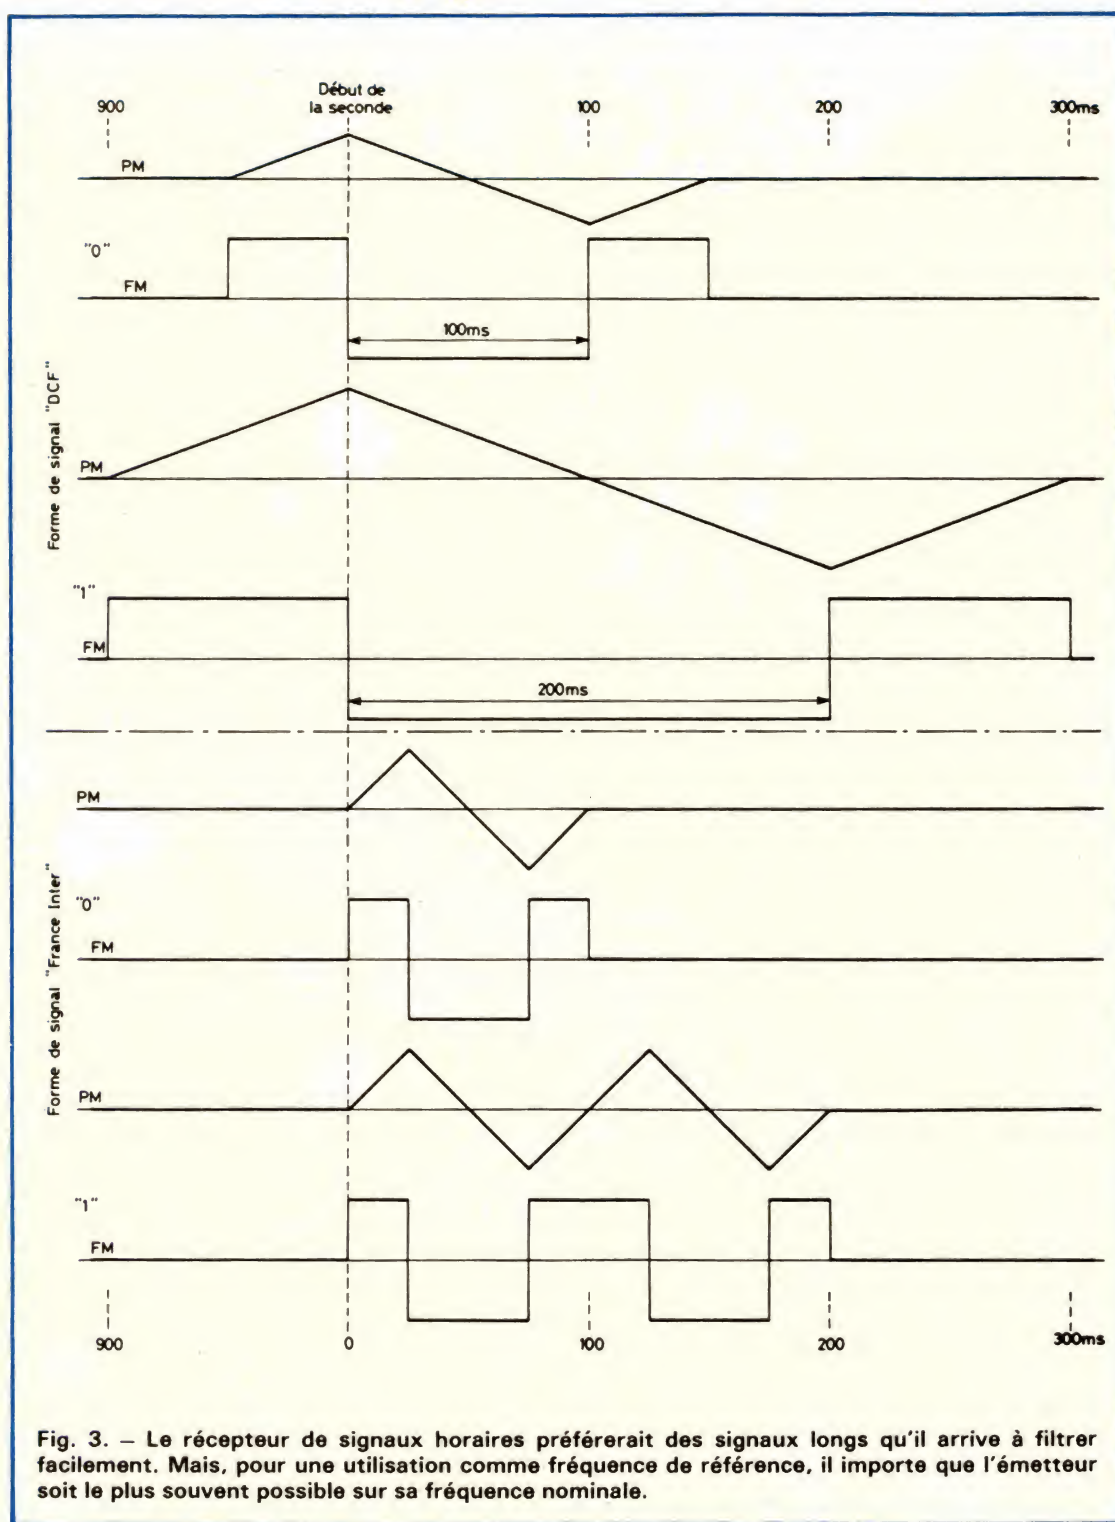 Début de
la seconde
900
100
200
300ms
PM
"0"
FM
100ms
Forme de signal "DCF"
PM
"1"
FM
200ms
PM
"0"
FM
Forme de signal "France Inter"
PM
"1"
FM
900
0
100
200
300ms
Fig. 3. — Le récepteur de signaux horaires préférerait des signaux longs qu'il arrive à filtrer
facilement. Mais, pour une utilisation comme fréquence de référence, il importe que l'émetteur
soit le plus souvent possible sur sa fréquence nominale.